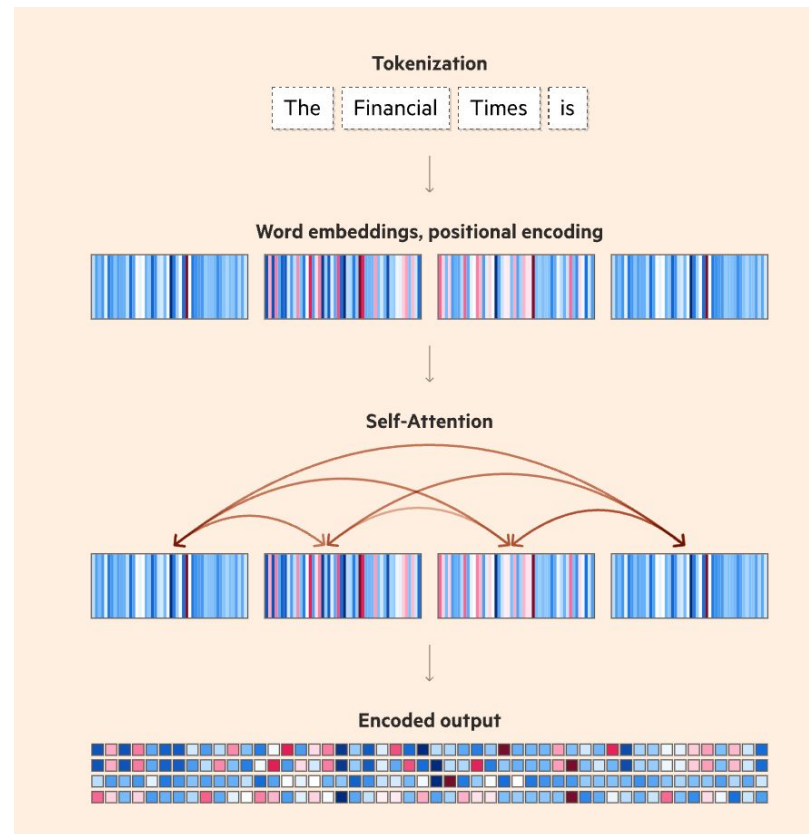 Tokenization
The Financial Times is
Word embeddings, positional encoding
Self-Attention
Encoded output